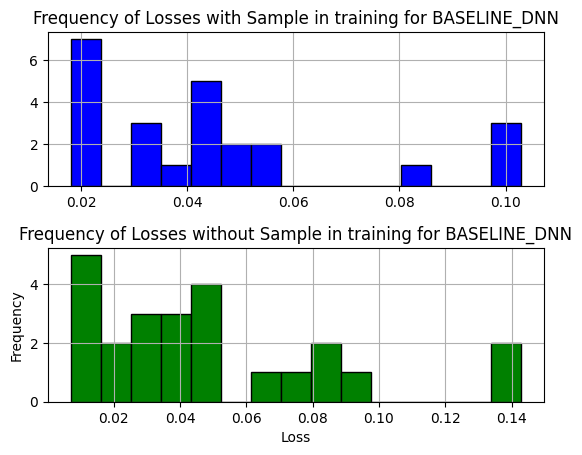 Frequency of Losses with Sample in training for BASELINE_DNN
6
4
2
0
0.02 0.04 0.06 0.08 0.10
Frequency of Losses without Sample in training for BASELINE_DNN
Frequency
4
2
0
0.02 0.04 0.06 0.08 0.10 0.12 0.14
Loss